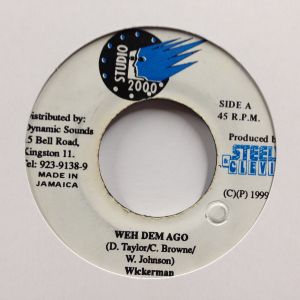 STUDIO
2000
SIDE A
45 R.P.M.
Distributed by:
Dynamic Sounds
15 Bell Road,
Kingston 11.
Tel: 923-9138-9
MADE IN
JAMAICA
Produced by
STEELY
& CLEVIE
(C)(P) 1999
WEH DEM AGO
(D. Taylor/C. Browne/
W. Johnson)
Wickerman